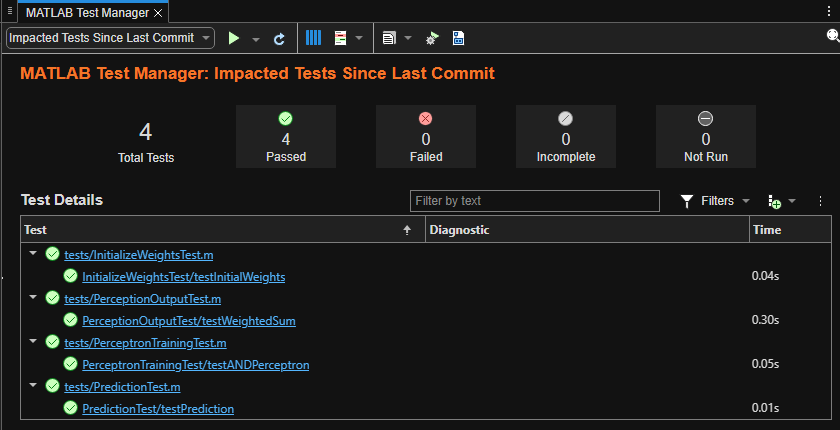 MATLAB Test Manager
Impacted Tests Since Last Commit
MATLAB Test Manager: Impacted Tests Since Last Commit
4
Total Tests
4
Passed
0
Failed
0
Incomplete
0
Not Run
Test Details
Filter by text
Filters
Test Diagnostic Time
tests/InitializeWeightsTest.m
InitializeWeightsTest/testInitialWeights 0.04s
tests/PerceptionOutputTest.m
PerceptionOutputTest/testWeightedSum 0.30s
tests/PerceptronTrainingTest.m
PerceptronTrainingTest/testANDPerceptron 0.05s
tests/PredictionTest.m
PredictionTest/testPrediction 0.01s